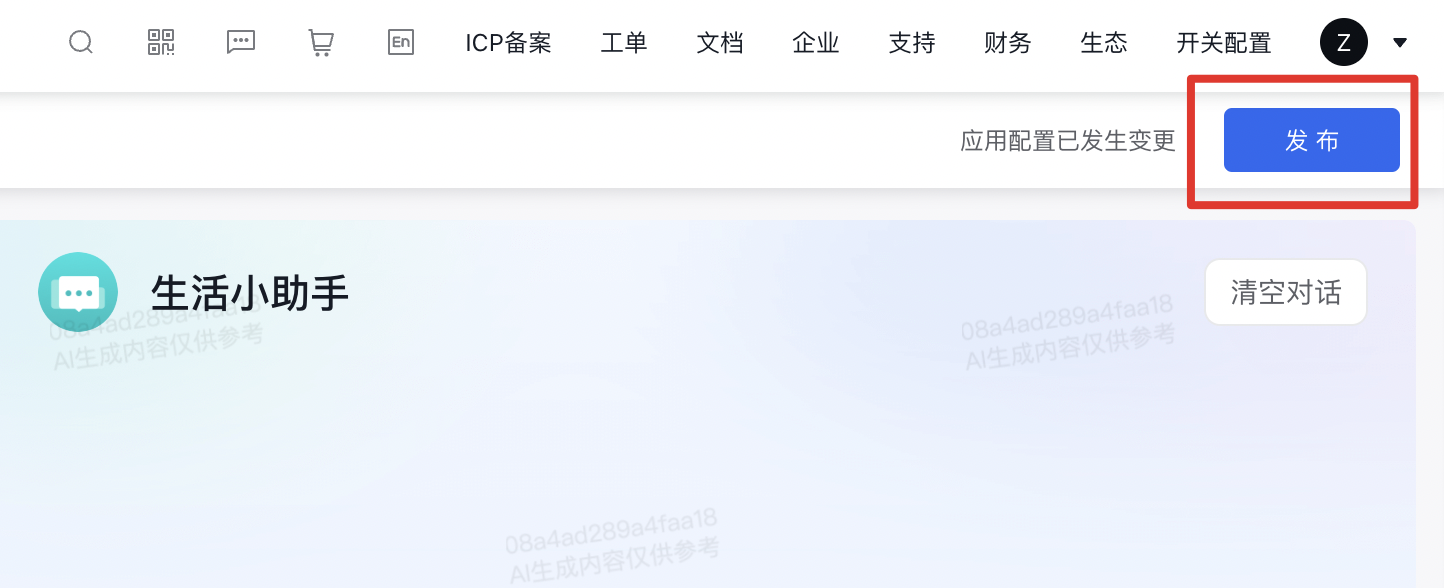 En ICP备案 工单 文档 企业 支持 财务 生态 开关配置 Z
应用配置已发生变更 发布
生活小助手 清空对话
08a4ad289a4faa18 08a4ad289a4faa18
AI生成内容仅供参考 AI生成内容仅供参考
08a4ad289a4faa18
AI生成内容仅供参考